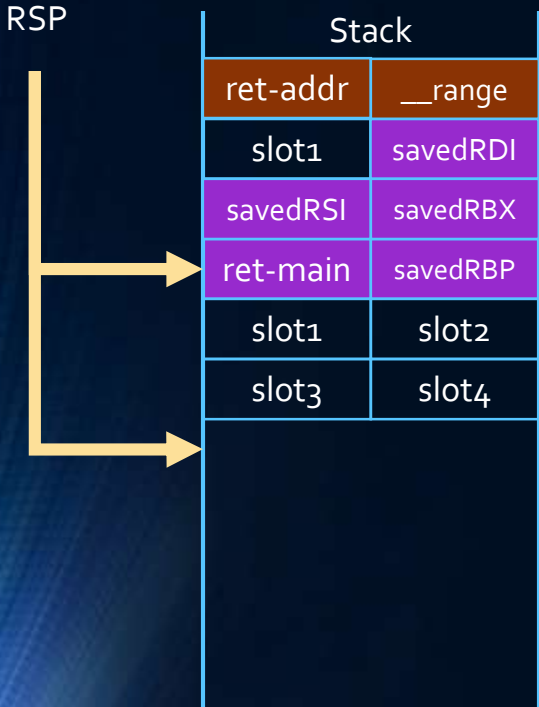 RSP
Stack
ret-addr __range
slot1 savedRDI
savedRSI savedRBX
ret-main savedRBP
slot1 slot2
slot3 slot4